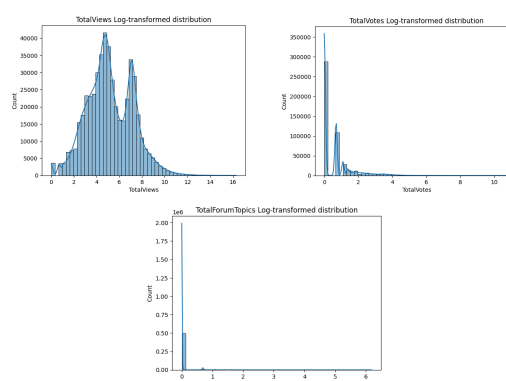 TotalViews Log-transformed distribution
40000
35000
30000
25000
20000
15000
10000
5000
0
Count
0 2 4 6 8 10 12 14 16
TotalViews
TotalVotes Log-transformed distribution
350000
300000
250000
200000
150000
100000
50000
0
Count
0 2 4 6 8 10
TotalVotes
TotalForumTopics Log-transformed distribution
1e6
2.00
1.75
1.50
1.25
1.00
0.75
0.50
0.25
0.00
Count
0 1 2 3 4 5 6